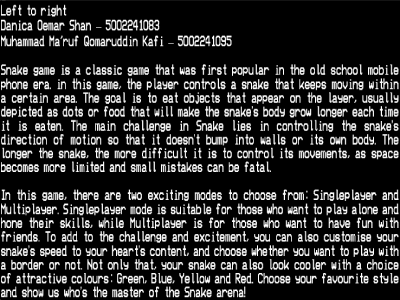 Left to right
Danica Oemar Shan – 5002241083
Muhammad Ma'ruf Qomaruddin Kafi – 5002241095
Snake game is a classic game that was first popular in the old school mobile
phone era. in this game, the player controls a snake that keeps moving within
a certain area. The goal is to eat objects that appear on the layer, usually
depicted as dots or food that will make the snake's body grow longer each time
it is eaten. The main challenge in Snake lies in controlling the snake's
direction of motion so that it doesn't bump into walls or its own body. The
longer the snake, the more difficult it is to control its movements, as space
becomes more limited and small mistakes can be fatal.
In this game, there are two exciting modes to choose from: Singleplayer and
Multiplayer. Singleplayer mode is suitable for those who want to play alone and
hone their skills, while Multiplayer is for those who want to have fun with
friends. To add to the challenge and excitement, you can also customise your
snake's speed to your heart's content, and choose whether you want to play with
a border or not. Not only that, your snake can also look cooler with a choice
of attractive colours: Green, Blue, Yellow and Red. Choose your favourite style
and show us who's the master of the Snake arena!